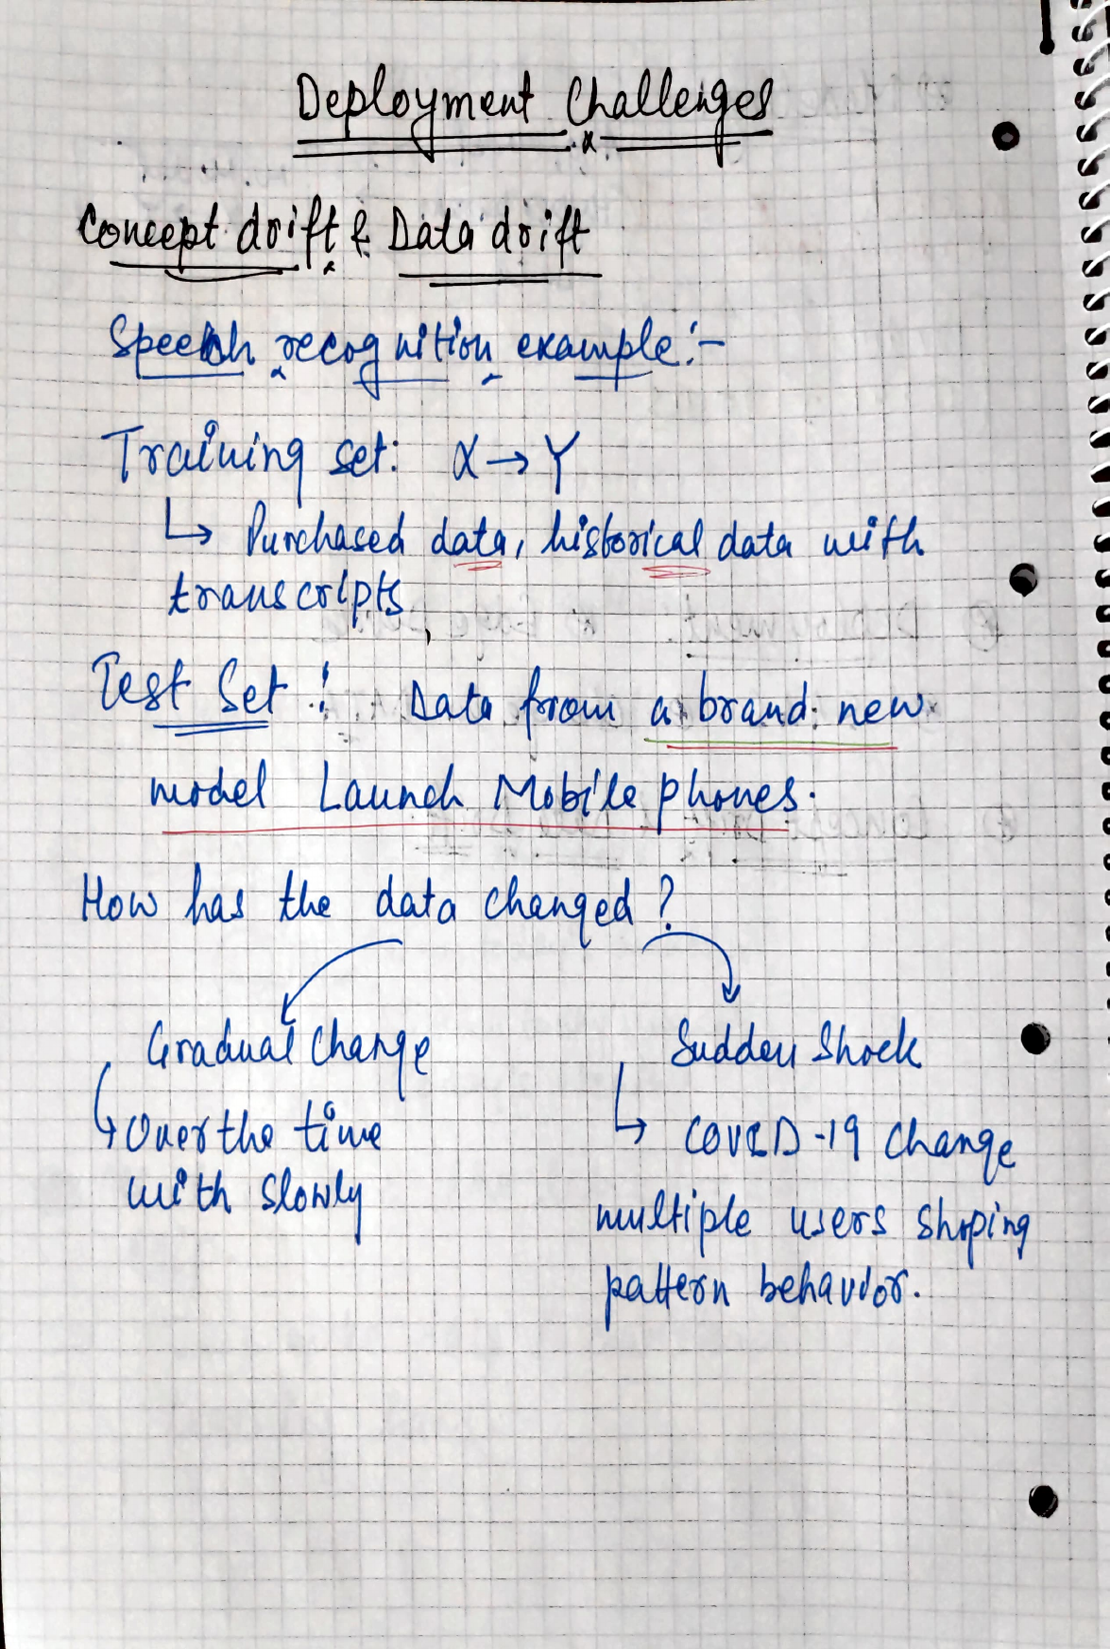 Deployment Challenges
Concept drift & Data drift
Speech recognition example:-
Training set: X → Y
↳ Purchased data, historical data with
transcripts
Test Set: Data from a brand new
model Launch Mobile phones.
How has the data changed?
Gradual Change Sudden Shock
↳ Over the time ↳ COVID-19 change
with slowly multiple users shoping
pattern behavior.